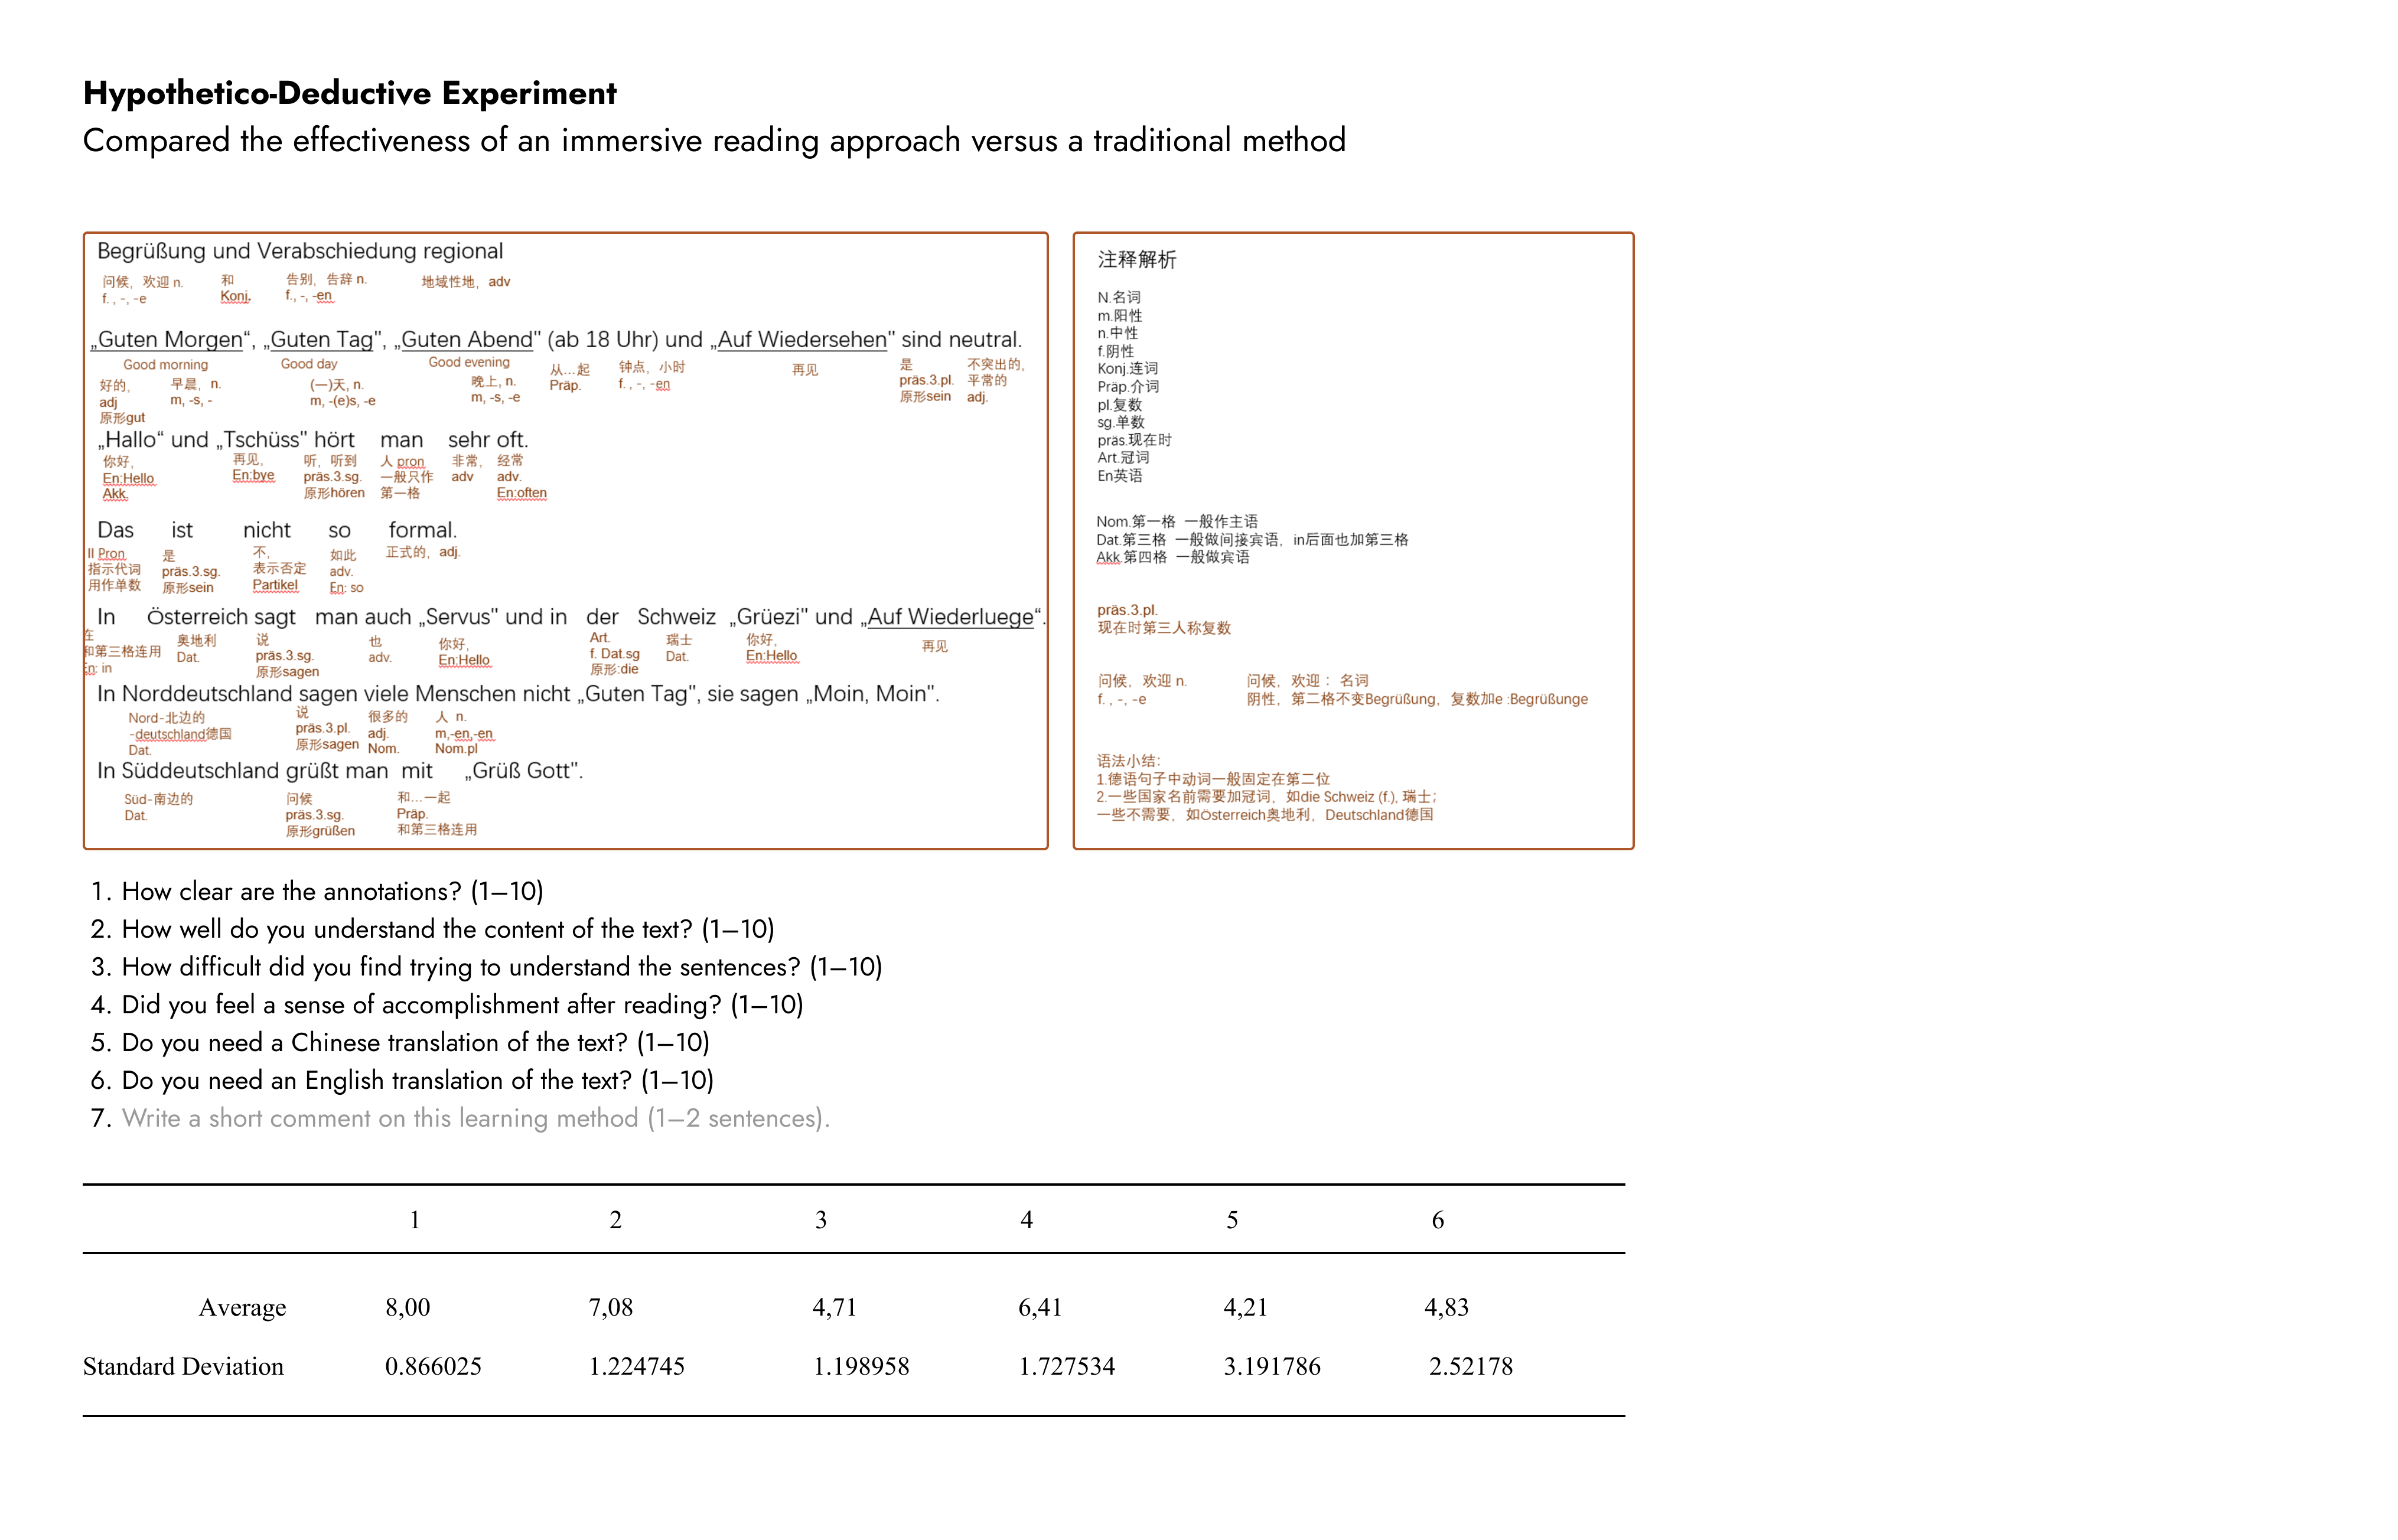 Hypothetico-Deductive Experiment
Compared the effectiveness of an immersive reading approach versus a traditional method
Begrüßung und Verabschiedung regional
问候，欢迎 n. 和 告别，告辞 n. 地域性地，adv
f. , -, -e Konj. f., -, -en
„Guten Morgen“, „Guten Tag", „Guten Abend" (ab 18 Uhr) und „Auf Wiedersehen" sind neutral.
Good morning Good day Good evening 从...起 钟点，小时 再见 是 不突出的，
好的， 早晨，n. (一)天, n. 晚上, n. Präp. f. , -, -en präs.3.pl. 平常的
adj m, -s, - m, -(e)s, -e m, -s, -e 原形sein adj.
原形gut
„Hallo“ und „Tschüss" hört man sehr oft.
你好， 再见， 听，听到 人 pron 非常， 经常
En:Hello En:bye präs.3.sg. 一般只作 adv adv.
Akk. 原形hören 第一格 En:often
Das ist nicht so formal.
II Pron 是 不， 如此 正式的，adj.
指示代词 präs.3.sg. 表示否定 adv.
用作单数 原形sein Partikel En: so
In Österreich sagt man auch „Servus" und in der Schweiz „Grüezi" und „Auf Wiederluege“.
在 奥地利 说 也 你好， Art. 瑞士 你好， 再见
和第三格连用 Dat. präs.3.sg. adv. En:Hello f. Dat.sg Dat. En:Hello
En: in 原形sagen 原形:die
In Norddeutschland sagen viele Menschen nicht „Guten Tag", sie sagen „Moin, Moin".
Nord-北边的 说 很多的 人 n.
-deutschland德国 präs.3.pl. adj. m,-en,-en
Dat. 原形sagen Nom. Nom.pl
In Süddeutschland grüßt man mit „Grüß Gott".
Süd-南边的 问候 和...一起
Dat. präs.3.sg. Präp.
原形grüßen 和第三格连用
注释解析
N.名词
m.阳性
n.中性
f.阴性
Konj.连词
Präp.介词
pl.复数
sg.单数
präs.现在时
Art.冠词
En英语
Nom.第一格 一般作主语
Dat.第三格 一般做间接宾语，in后面也加第三格
Akk.第四格 一般做宾语
präs.3.pl.
现在时第三人称复数
问候，欢迎 n. 问候，欢迎 ：名词
f. , -, -e 阴性，第二格不变Begrüßung，复数加e :Begrüßunge
语法小结：
1.德语句子中动词一般固定在第二位
2.一些国家名前需要加冠词，如die Schweiz (f.), 瑞士；
一些不需要，如Österreich奥地利，Deutschland德国
1. How clear are the annotations? (1–10)
2. How well do you understand the content of the text? (1–10)
3. How difficult did you find trying to understand the sentences? (1–10)
4. Did you feel a sense of accomplishment after reading? (1–10)
5. Do you need a Chinese translation of the text? (1–10)
6. Do you need an English translation of the text? (1–10)
7. Write a short comment on this learning method (1–2 sentences).
1 2 3 4 5 6
Average 8,00 7,08 4,71 6,41 4,21 4,83
Standard Deviation 0.866025 1.224745 1.198958 1.727534 3.191786 2.52178